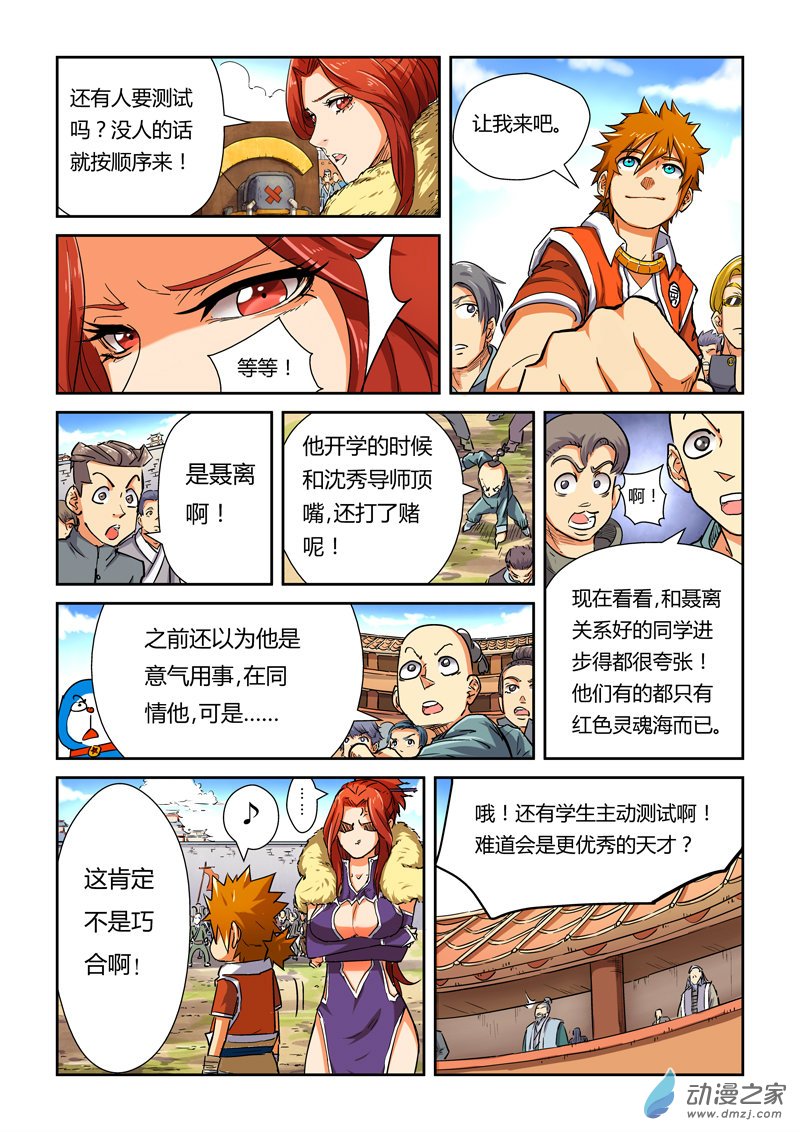 还有人要测试
吗？没人的话
就按顺序来！
让我来吧。
等等！
是聂离
啊！
他开学的时候
和沈秀导师顶
嘴，还打了赌
呢！
啊！
现在看看，和聂离
关系好的同学进
步得都很夸张！
他们有的都只有
红色灵魂海而已。
之前还以为他是
意气用事，在同
情他，可是……
这肯定
不是巧
合啊！
♪
……
哦！还有学生主动测试啊！
难道会是更优秀的天才？
动漫之家
www.dmzj.com